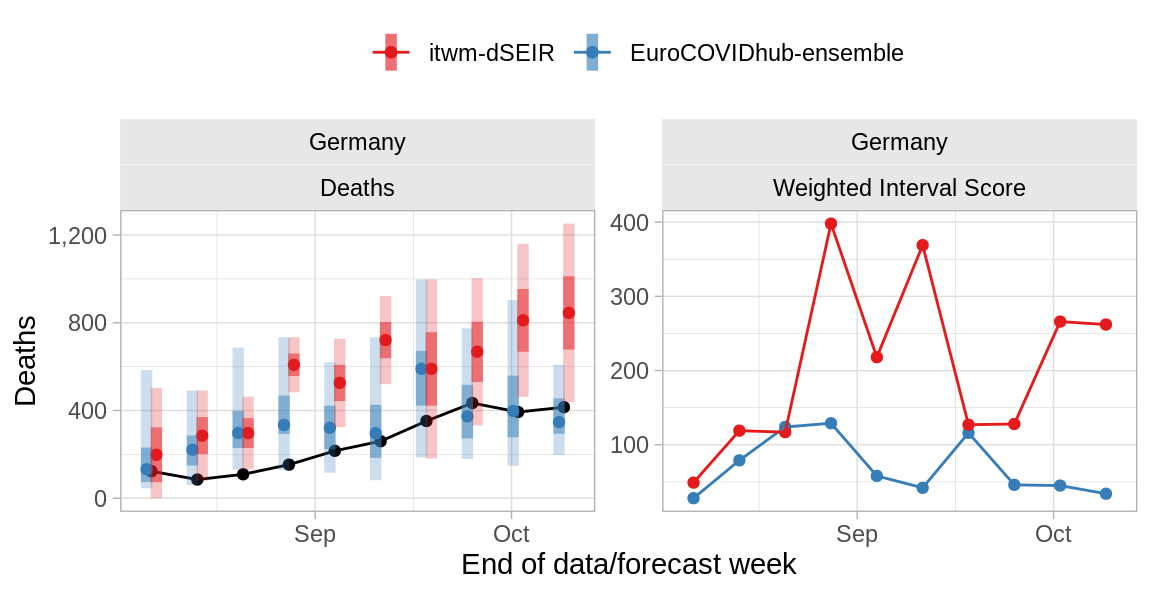 itwm-dSEIR EuroCOVIDhub-ensemble
Germany
Deaths
Germany
Weighted Interval Score
Deaths
1,200
800
400
0
Sep Oct
400
300
200
100
Sep Oct
End of data/forecast week